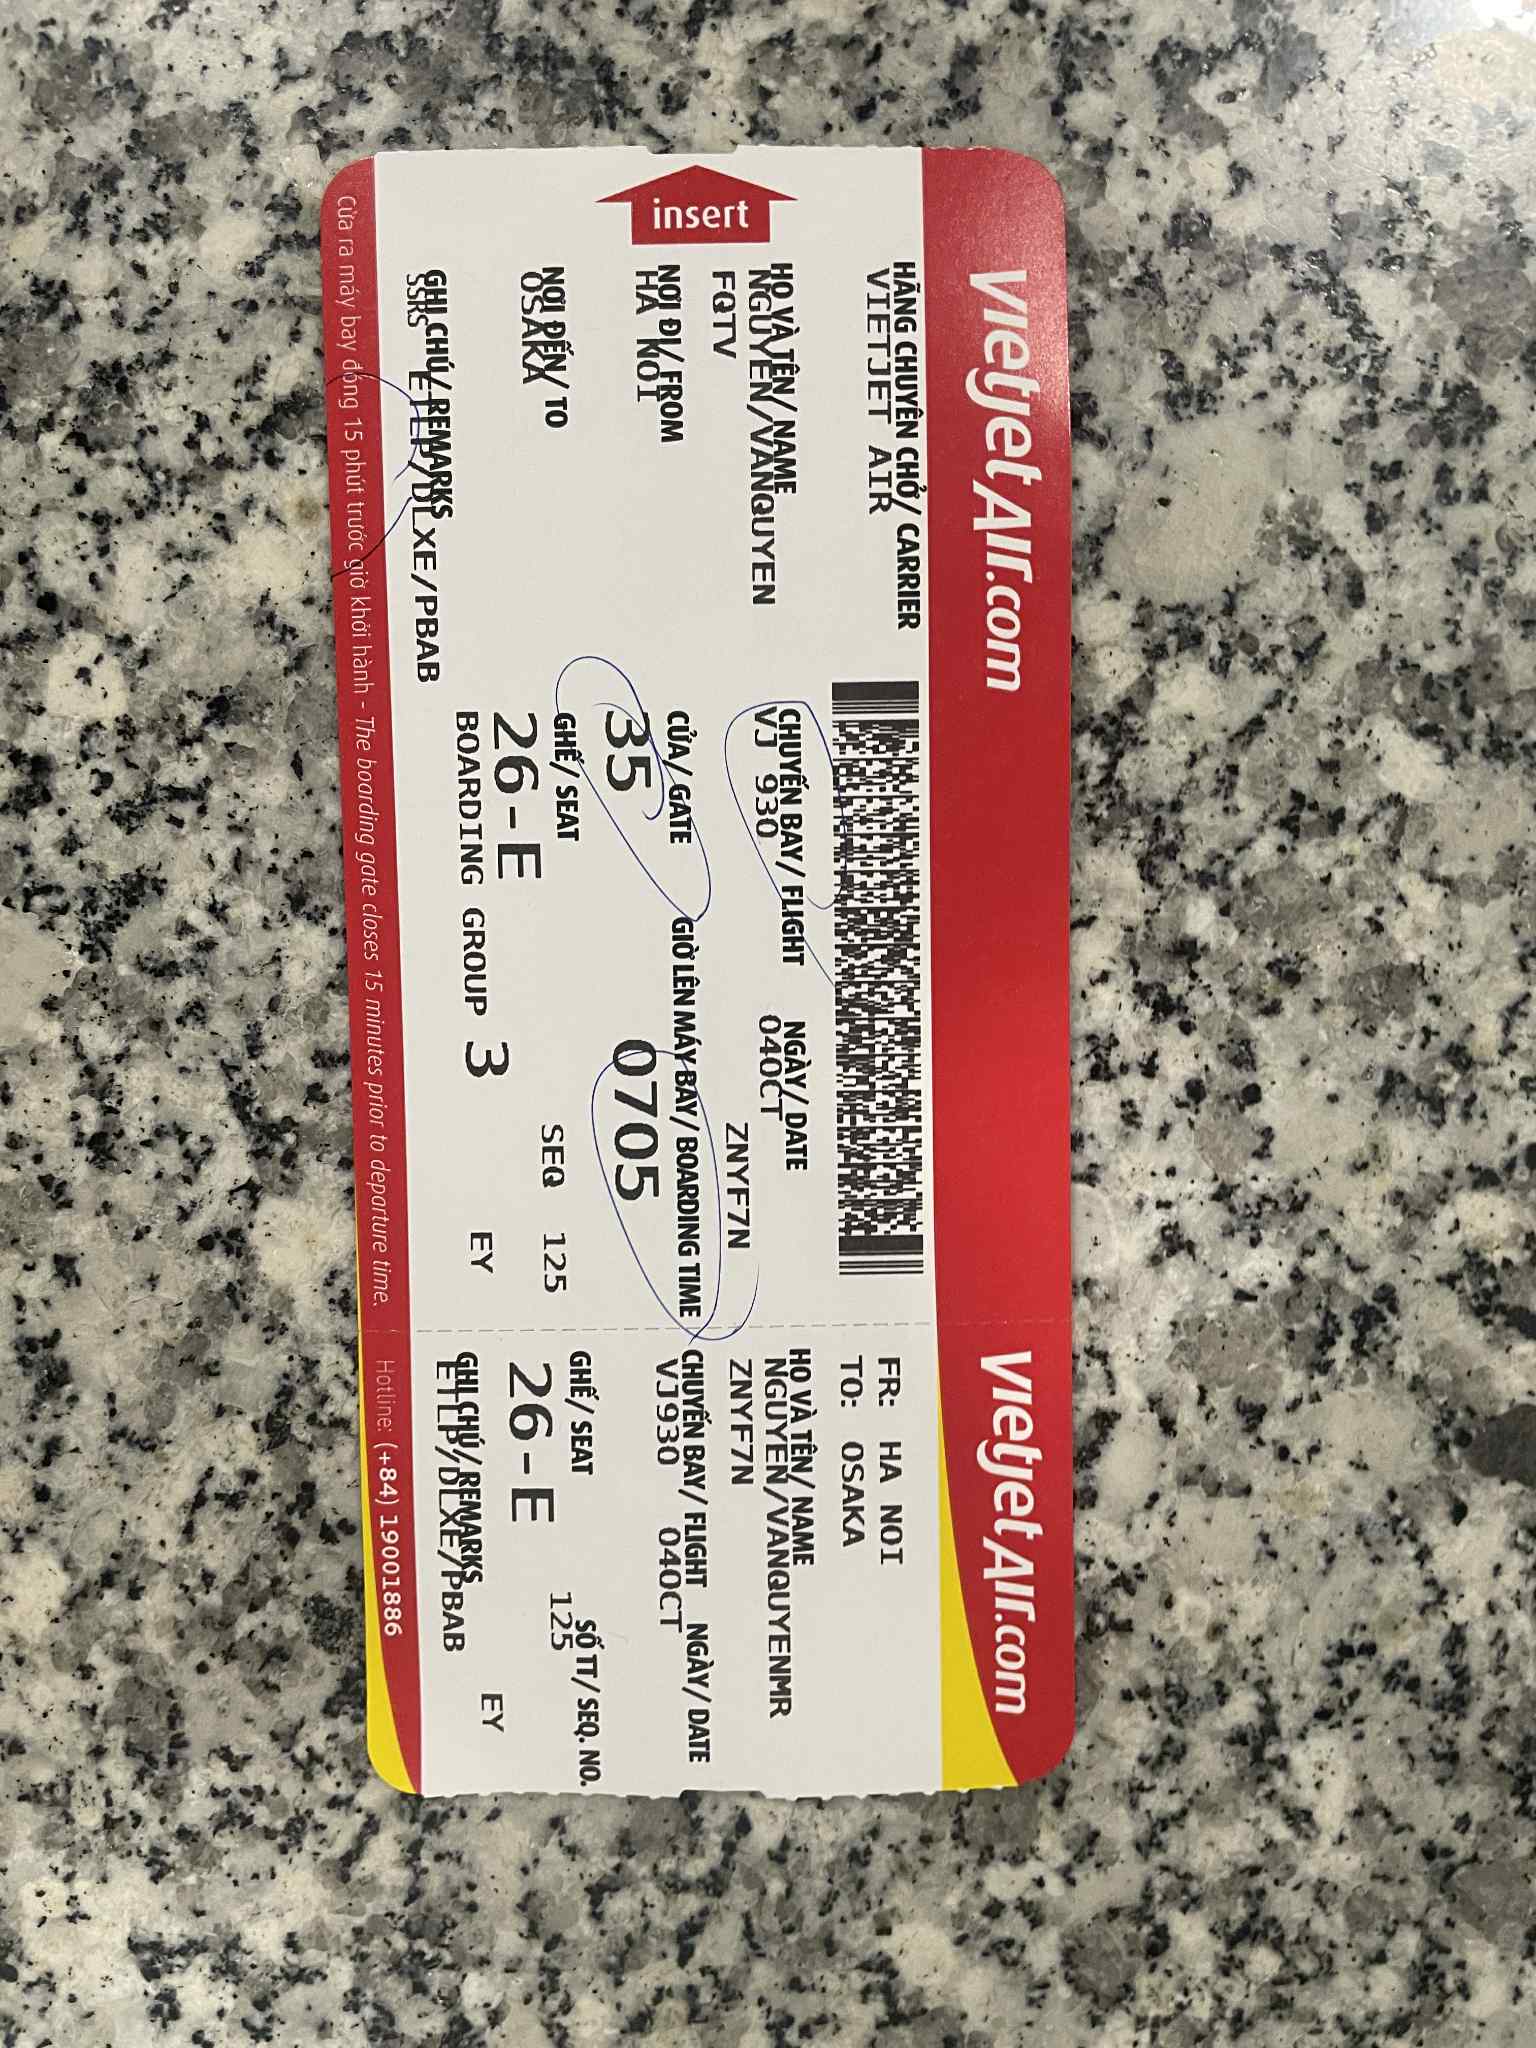 VIetjetAIr.com
insert
HÃNG CHUYÊN CHỞ/ CARRIER
VIETJET AIR
HỌ VÀ TÊN/ NAME
NGUYEN/VANQUYEN
FQTV
NƠI ĐI/ FROM
HA NOI
NƠI ĐẾN/ TO
OSAKA
GHI CHÚ/ REMARKS
SSRS ETLP/DLXE/PBAB
CHUYẾN BAY/ FLIGHT NGÀY/ DATE
VJ 930 04OCT
ZNYF7N
CỬA/ GATE GIỜ LÊN MÁY BAY/ BOARDING TIME
35 0705
GHẾ/ SEAT
26-E SEQ 125
BOARDING GROUP 3 EY
Cửa ra máy bay đóng 15 phút trước giờ khởi hành - The boarding gate closes 15 minutes prior to departure time.
VIetjetAIr.com
FR: HA NOI
TO: OSAKA
HỌ VÀ TÊN/ NAME
NGUYEN/VANQUYENMR
ZNYF7N
CHUYẾN BAY/ FLIGHT NGÀY/ DATE
VJ930 04OCT
GHẾ/ SEAT SỐ TT/ SEQ. NO.
26-E 125
GHI CHÚ/ REMARKS EY
ETLP/DLXE/PBAB
Hotline: (+84) 19001886